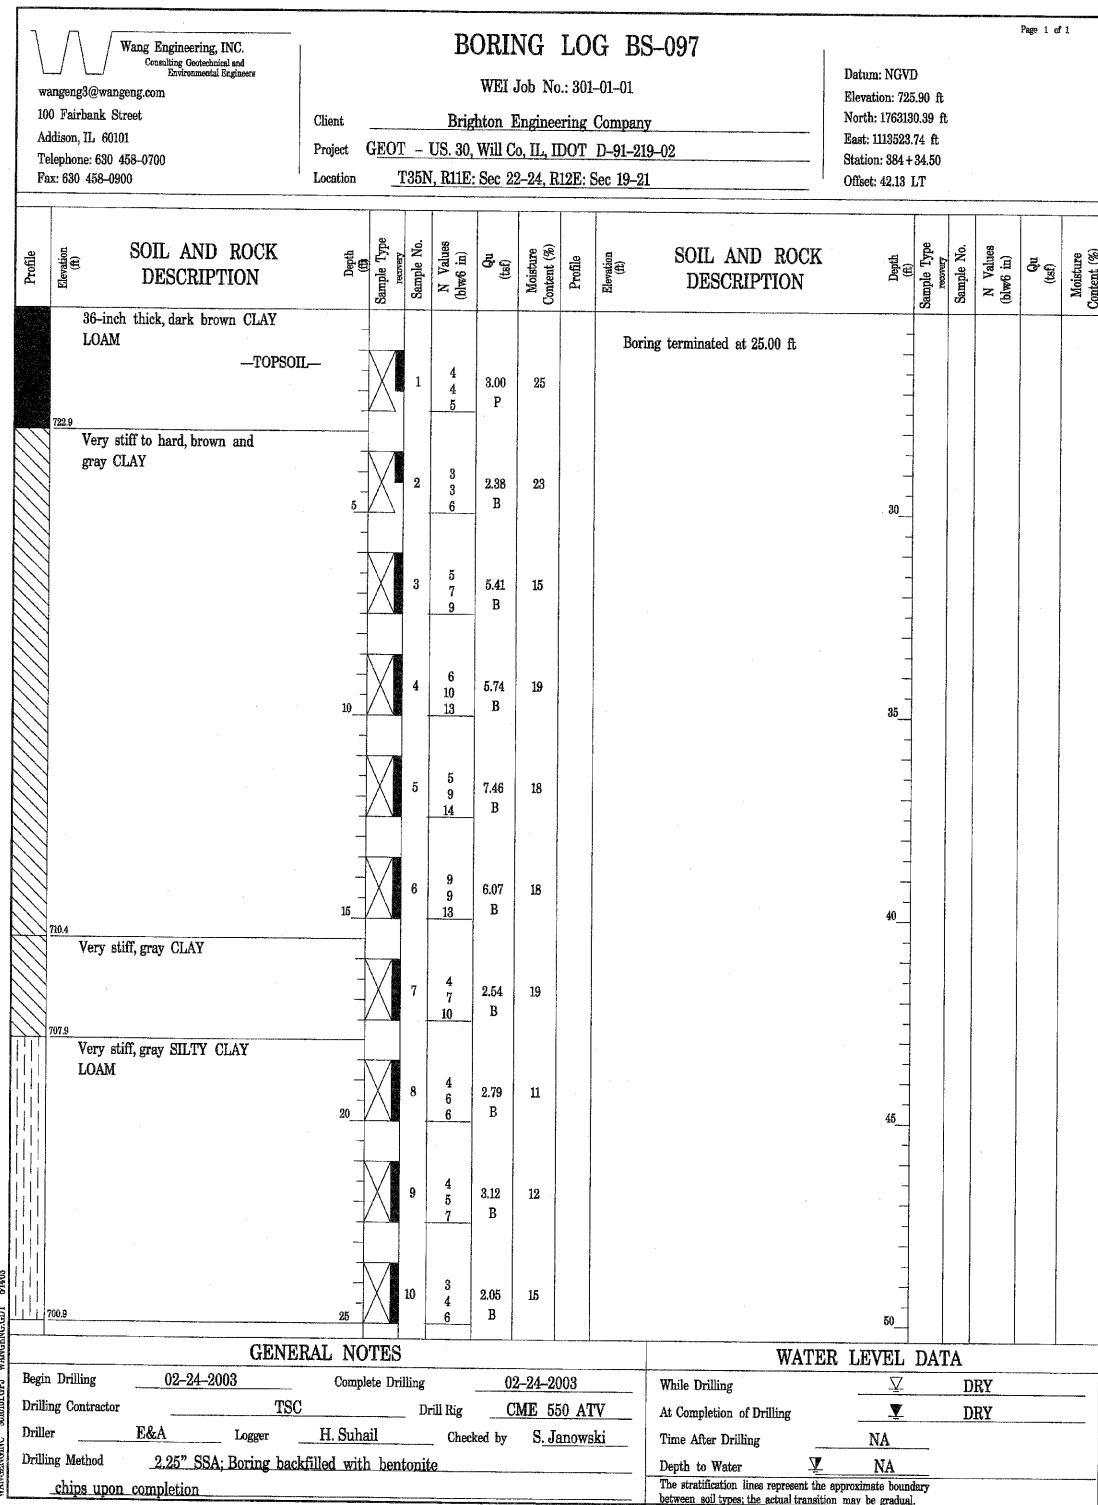 Page 1 of 1
Wang Engineering, INC.
Consulting Geotechnical and
Environmental Engineers
wangeng3@wangeng.com
100 Fairbank Street
Addison, IL 60101
Telephone: 630 458-0700
Fax: 630 458-0900
BORING LOG BS-097
WEI Job No.: 301-01-01
Client Brighton Engineering Company
Project GEOT - US. 30, Will Co, IL, IDOT D-91-219-02
Location T35N, R11E: Sec 22-24, R12E: Sec 19-21
Datum: NGVD
Elevation: 725.90 ft
North: 1763130.39 ft
East: 1113523.74 ft
Station: 384+34.50
Offset: 42.13 LT
Profile
Elevation (ft)
SOIL AND ROCK
DESCRIPTION
Depth (ft)
Sample Type
recovery
Sample No.
N Values (blw/6 in)
Qu (tsf)
Moisture Content (%)
Profile
Elevation (ft)
SOIL AND ROCK
DESCRIPTION
Depth (ft)
Sample Type
recovery
Sample No.
N Values (blw/6 in)
Qu (tsf)
Moisture Content (%)
36-inch thick, dark brown CLAY
LOAM
—TOPSOIL—
1 4 4 5 3.00 P 25
722.9
Very stiff to hard, brown and
gray CLAY
2 3 3 6 2.38 B 23
5
3 5 7 9 5.41 B 15
4 6 10 13 5.74 B 19
10
5 5 9 14 7.46 B 18
6 9 9 13 6.07 B 18
15
710.4
Very stiff, gray CLAY
7 4 7 10 2.54 B 19
707.9
Very stiff, gray SILTY CLAY
LOAM
8 4 6 6 2.79 B 11
20
9 4 5 7 3.12 B 12
10 3 4 6 2.05 B 15
700.9
25
Boring terminated at 25.00 ft
30
35
40
45
50
GENERAL NOTES
Begin Drilling 02-24-2003 Complete Drilling 02-24-2003
Drilling Contractor TSC Drill Rig CME 550 ATV
Driller E&A Logger H. Suhail Checked by S. Janowski
Drilling Method 2.25" SSA; Boring backfilled with bentonite
chips upon completion
WATER LEVEL DATA
While Drilling DRY
At Completion of Drilling DRY
Time After Drilling NA
Depth to Water NA
The stratification lines represent the approximate boundary
between soil types; the actual transition may be gradual.